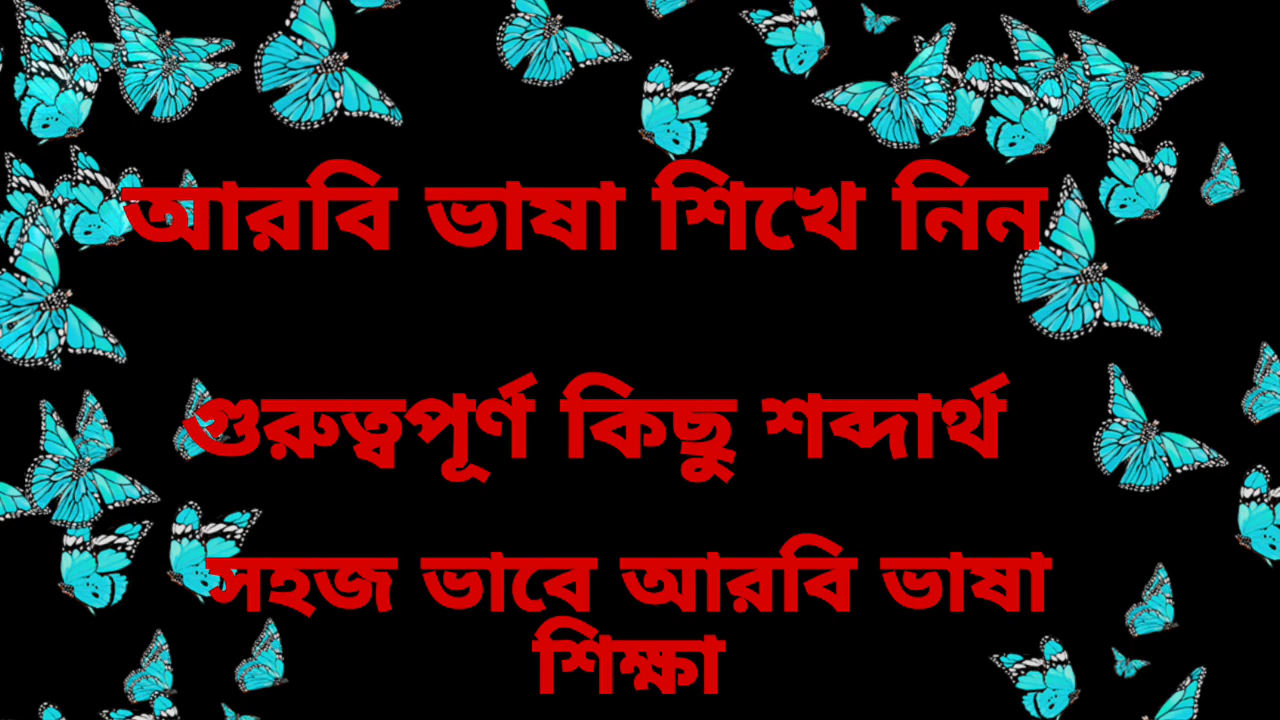 আরবি ভাষা শিখে নিন
গুরুত্বপূর্ণ কিছু শব্দার্থ
সহজ ভাবে আরবি ভাষা
শিক্ষা